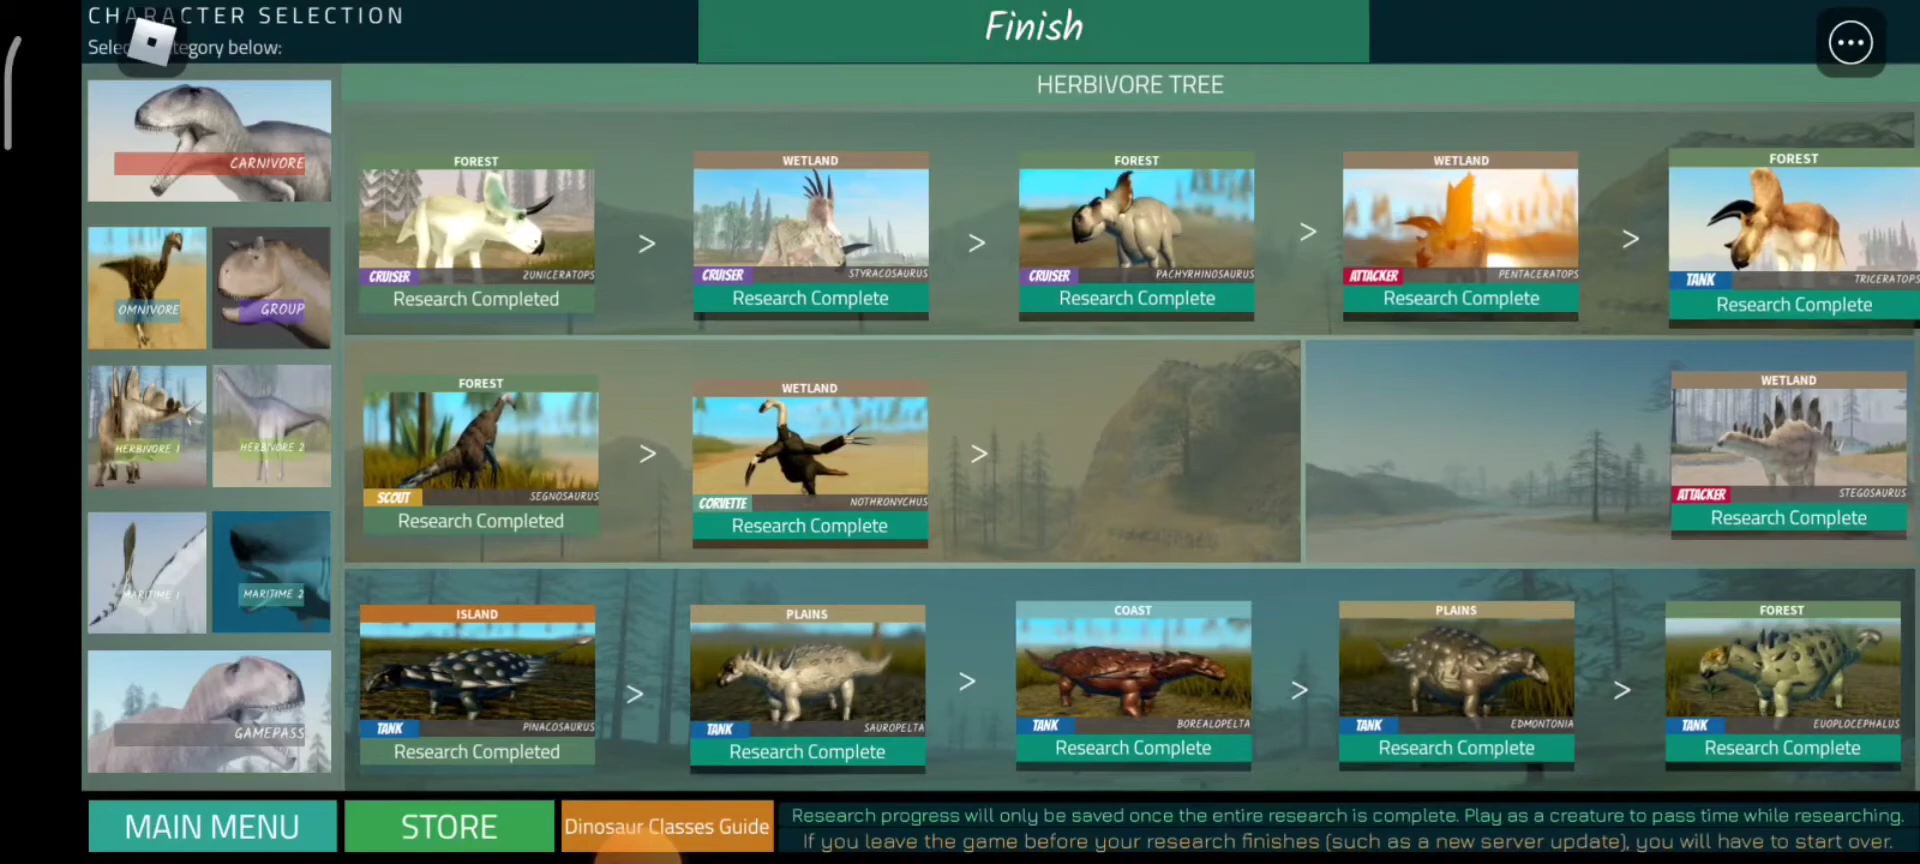 CHARACTER SELECTION
Finish
egory below:
HERBIVORE TREE
CARNIVORE
OMNIVORE
GROUP
HERBIVORE 1
HERBIVORE 2
MARITIME 1
MARITIME 2
GAMEPASS
FOREST
CRUISER
ZUNICERATOPS
Research Completed
>
WETLAND
CRUISER
STYRACOSAURUS
Research Complete
>
FOREST
CRUISER
PACHYRHINOSAURUS
Research Complete
>
WETLAND
ATTACKER
PENTACERATOPS
Research Complete
>
FOREST
TANK
TRICERATOPS
Research Complete
FOREST
SCOUT
SEGNOSAURUS
Research Completed
>
WETLAND
CORVETTE
NOTHRONYCHUS
Research Complete
>
WETLAND
ATTACKER
STEGOSAURUS
Research Complete
ISLAND
TANK
PINACOSAURUS
Research Completed
>
PLAINS
TANK
SAUROPELTA
Research Complete
>
COAST
TANK
BOREALOPELTA
Research Complete
>
PLAINS
TANK
EDMONTONIA
Research Complete
>
FOREST
TANK
EUOPLOCEPHALUS
Research Complete
MAIN MENU
STORE
Dinosaur Classes Guide
Research progress will only be saved once the entire research is complete. Play as a creature to pass time while researching.
If you leave the game before your research finishes (such as a new server update), you will have to start over.